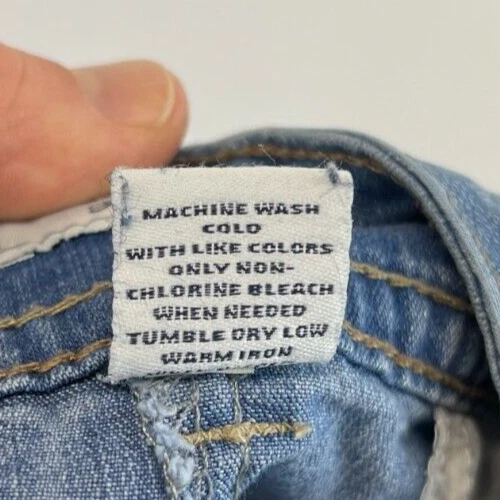 MACHINE WASH
COLD
WITH LIKE COLORS
ONLY NON-
CHLORINE BLEACH
WHEN NEEDED
TUMBLE DRY LOW
WARM IRON